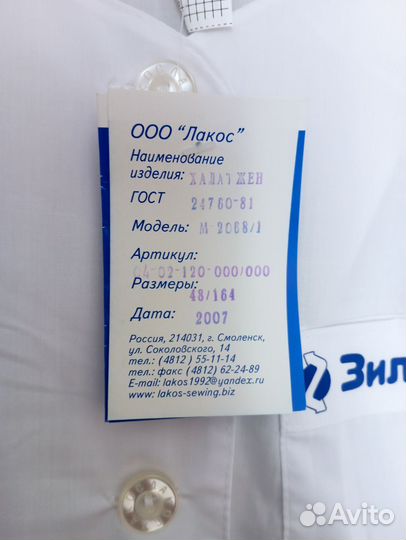 ООО "Лакос"
Наименование
изделия: ХАЛАТ ЖЕН
ГОСТ 24760-81
Модель: М-2068/1
Артикул:
04-02-120-000/000
Размеры:
48/164
Дата: 2007
Россия, 214031, г. Смоленск,
ул. Соколовского, 14
тел.: (4812) 55-11-14
тел.: факс (4812) 62-24-89
E-mail: lakos1992@yandex.ru
www: lakos-sewing.biz
Зил
Avito